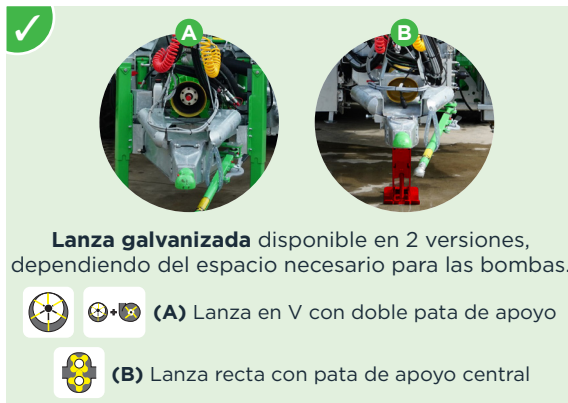 A
B
Lanza galvanizada disponible en 2 versiones,
dependiendo del espacio necesario para las bombas.
(A) Lanza en V con doble pata de apoyo
(B) Lanza recta con pata de apoyo central